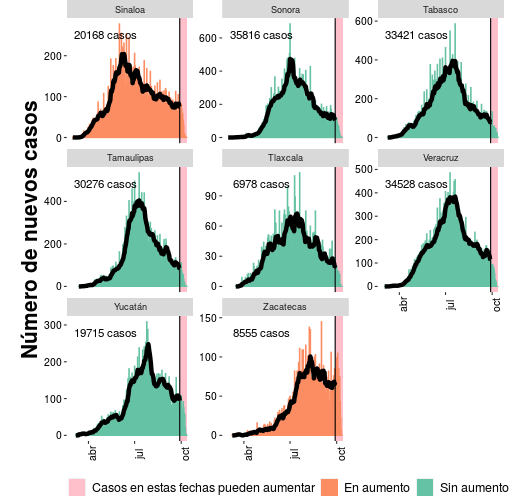 Número de nuevos casos
Sinaloa
20168 casos
200
100
0
Sonora
35816 casos
600
400
200
0
Tabasco
33421 casos
600
400
200
0
Tamaulipas
30276 casos
400
200
0
Tlaxcala
6978 casos
90
60
30
0
Veracruz
34528 casos
500
400
300
200
100
0
Yucatán
19715 casos
300
200
100
0
Zacatecas
8555 casos
150
100
50
0
abr jul oct
abr jul oct
abr jul oct
Casos en estas fechas pueden aumentar
En aumento
Sin aumento